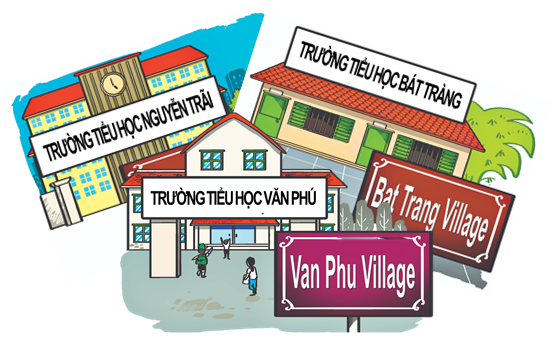 TRƯỜNG TIỂU HỌC NGUYỄN TRÃI
TRƯỜNG TIỂU HỌC BÁT TRÀNG
TRƯỜNG TIỂU HỌC VĂN PHÚ
Bat Trang Village
Van Phu Village